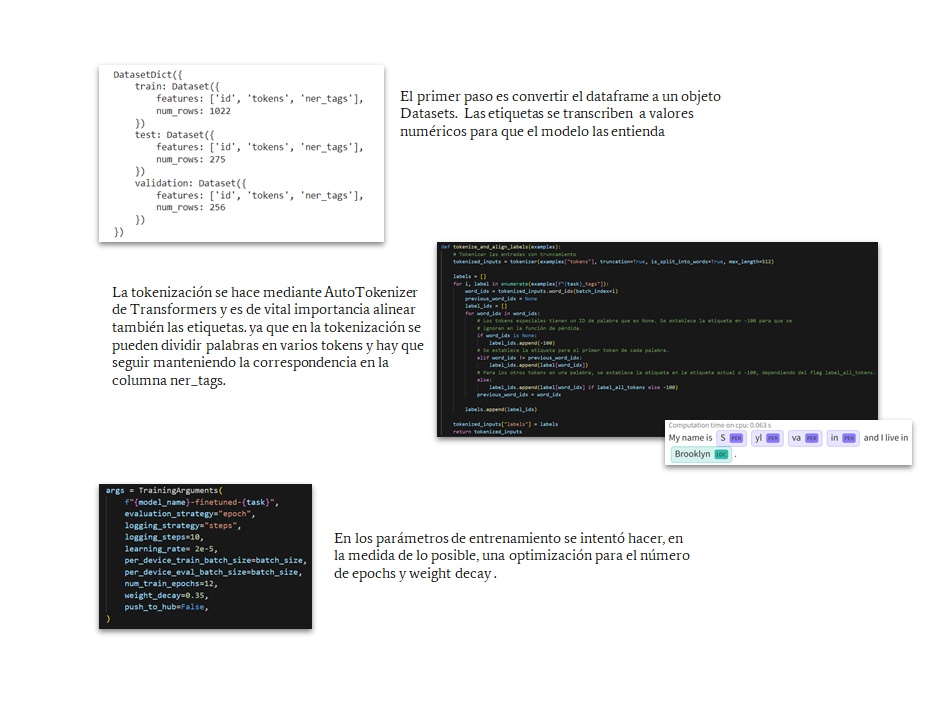 DatasetDict({
train: Dataset({
features: ['id', 'tokens', 'ner_tags'],
num_rows: 1022
})
test: Dataset({
features: ['id', 'tokens', 'ner_tags'],
num_rows: 275
})
validation: Dataset({
features: ['id', 'tokens', 'ner_tags'],
num_rows: 256
})
})
El primer paso es convertir el dataframe a un objeto
Datasets. Las etiquetas se transcriben a valores
numéricos para que el modelo las entienda
La tokenización se hace mediante AutoTokenizer
de Transformers y es de vital importancia alinear
también las etiquetas. ya que en la tokenización se
pueden dividir palabras en varios tokens y hay que
seguir manteniendo la correspondencia en la
columna ner_tags.
def tokenize_and_align_labels(examples):
# Tokenizar las entradas con truncamiento
tokenized_inputs = tokenizer(examples["tokens"], truncation=True, is_split_into_words=True, max_length=512)
labels = []
for i, label in enumerate(examples[f"{task}_tags"]):
word_ids = tokenized_inputs.word_ids(batch_index=i)
previous_word_idx = None
label_ids = []
for word_idx in word_ids:
# Los tokens especiales tienen un ID de palabra que es None. Se establece la etiqueta en -100 para que se
# ignoren en la función de pérdida.
if word_idx is None:
label_ids.append(-100)
# Se establece la etiqueta para el primer token de cada palabra.
elif word_idx != previous_word_idx:
label_ids.append(label[word_idx])
# Para los otros tokens en una palabra, se establece la etiqueta en la etiqueta actual o -100, dependiendo del flag label_all_tokens.
else:
label_ids.append(label[word_idx] if label_all_tokens else -100)
previous_word_idx = word_idx
labels.append(label_ids)
tokenized_inputs["labels"] = labels
return tokenized_inputs
Computation time on cpu: 0.063 s
My name is S PER yl PER va PER in PER and I live in
Brooklyn LOC .
args = TrainingArguments(
f"{model_name}-finetuned-{task}",
evaluation_strategy="epoch",
logging_strategy="steps",
logging_steps=10,
learning_rate= 2e-5,
per_device_train_batch_size=batch_size,
per_device_eval_batch_size=batch_size,
num_train_epochs=12,
weight_decay=0.35,
push_to_hub=False,
)
En los parámetros de entrenamiento se intentó hacer, en
la medida de lo posible, una optimización para el número
de epochs y weight decay .